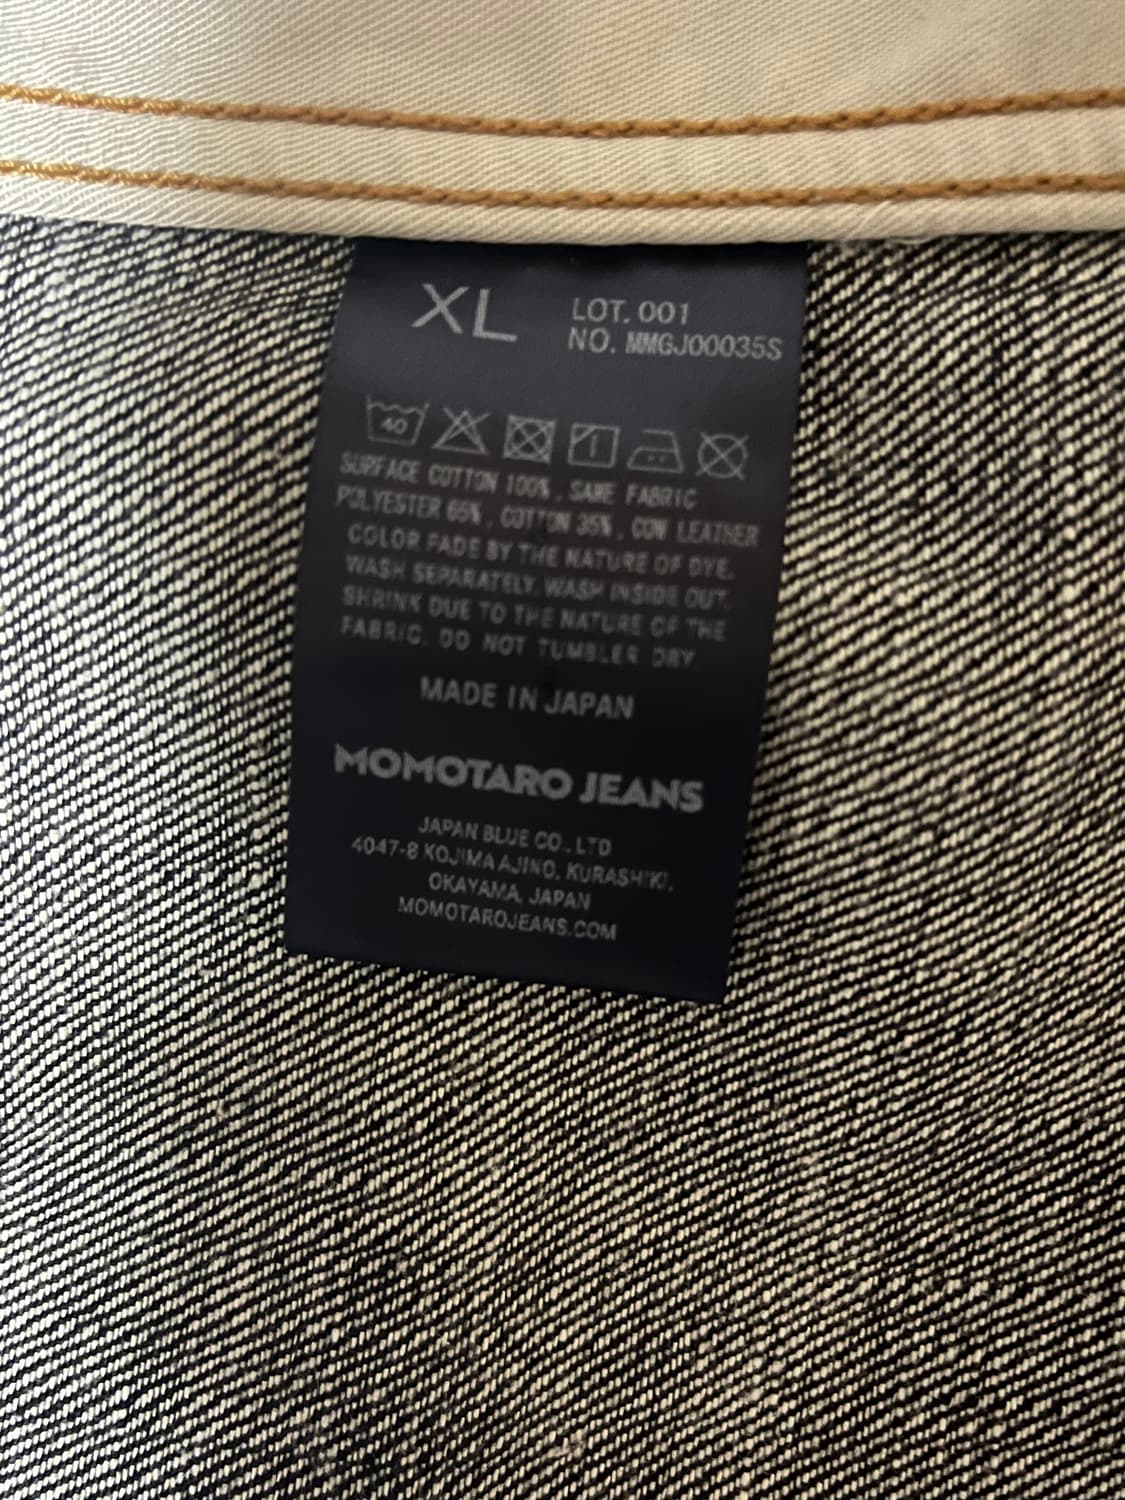 XL
LOT. 001
NO. MMGJ00035S
40
SURFACE COTTON 100%, SAME FABRIC
POLYESTER 65%, COTTON 35%, COW LEATHER
COLOR FADE BY THE NATURE OF DYE.
WASH SEPARATELY. WASH INSIDE OUT.
SHRINK DUE TO THE NATURE OF THE
FABRIC. DO NOT TUMBLER DRY
MADE IN JAPAN
MOMOTARO JEANS
JAPAN BLUE CO., LTD
4047-8 KOJIMA AJINO, KURASHIKI,
OKAYAMA, JAPAN
MOMOTAROJEANS.COM